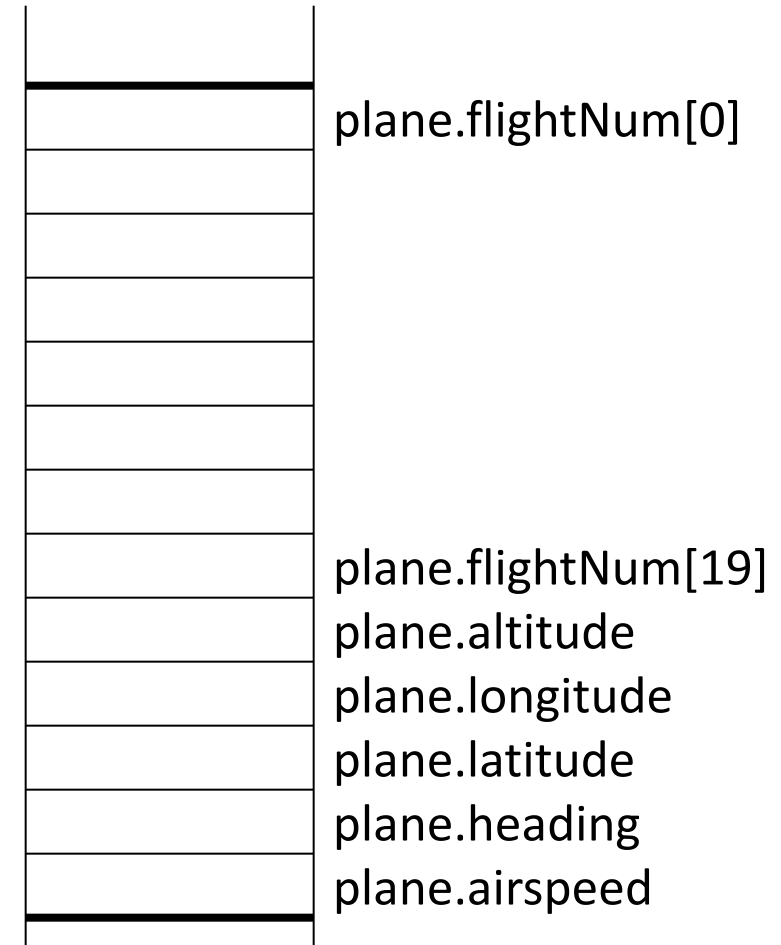 plane.flightNum[0]
plane.flightNum[19]
plane.altitude
plane.longitude
plane.latitude
plane.heading
plane.airspeed